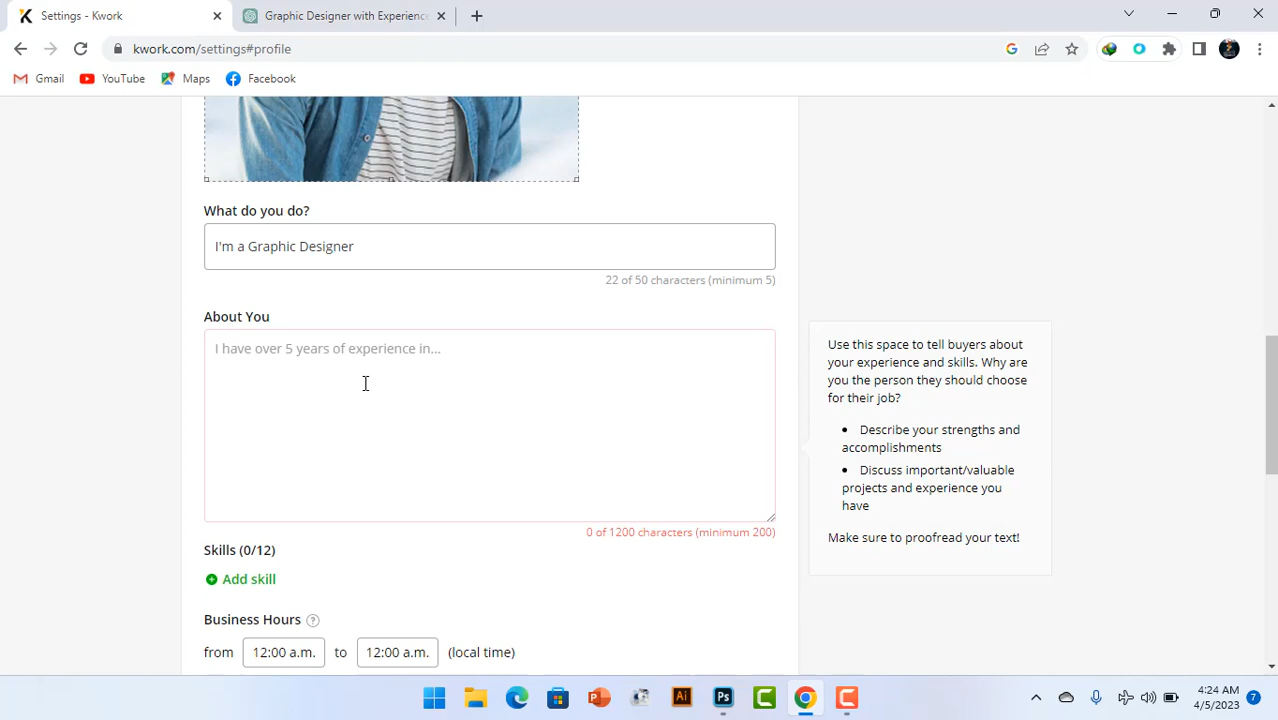 Settings - Kwork
Graphic Designer with Experience
kwork.com/settings#profile
Gmail
YouTube
Maps
Facebook
What do you do?
I'm a Graphic Designer
22 of 50 characters (minimum 5)
About You
I have over 5 years of experience in...
0 of 1200 characters (minimum 200)
Use this space to tell buyers about
your experience and skills. Why are
you the person they should choose
for their job?
• Describe your strengths and
accomplishments
• Discuss important/valuable
projects and experience you
have
Make sure to proofread your text!
Skills (0/12)
Add skill
Business Hours ?
from 12:00 a.m. to 12:00 a.m. (local time)
4:24 AM
4/5/2023
7